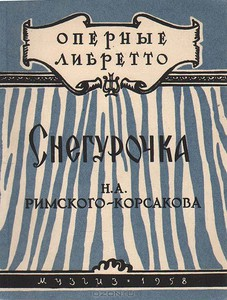 ОПЕРНЫЕ
ЛИБРЕТТО
СНЕГУРОЧКА
Н.А.
РИМСКОГО-КОРСАКОВА
МУЗГИЗ • 1958